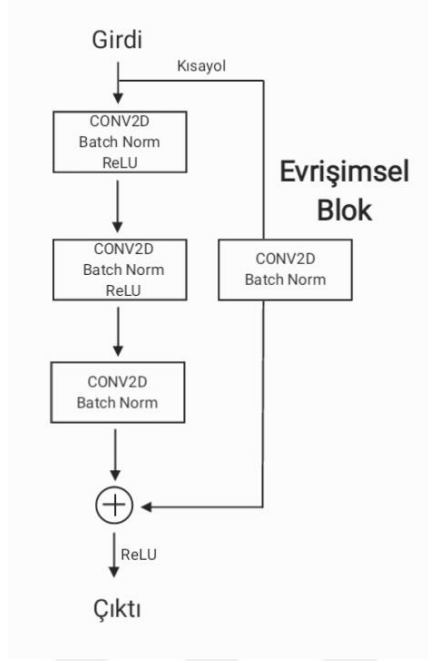 Girdi
Kısayol
CONV2D
Batch Norm
ReLU
Evrişimsel
Blok
CONV2D
Batch Norm
ReLU
CONV2D
Batch Norm
CONV2D
Batch Norm
ReLU
Çıktı